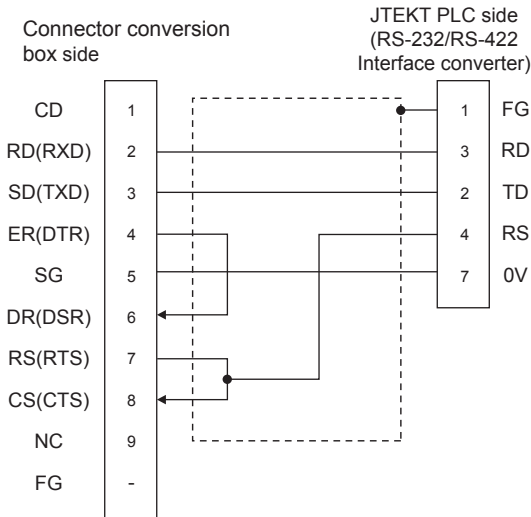 Connector conversion
box side
JTEKT PLC side
(RS-232/RS-422
Interface converter)
CD 1 1 FG
RD(RXD) 2 3 RD
SD(TXD) 3 2 TD
ER(DTR) 4 4 RS
SG 5 7 0V
DR(DSR) 6
RS(RTS) 7
CS(CTS) 8
NC 9
FG -